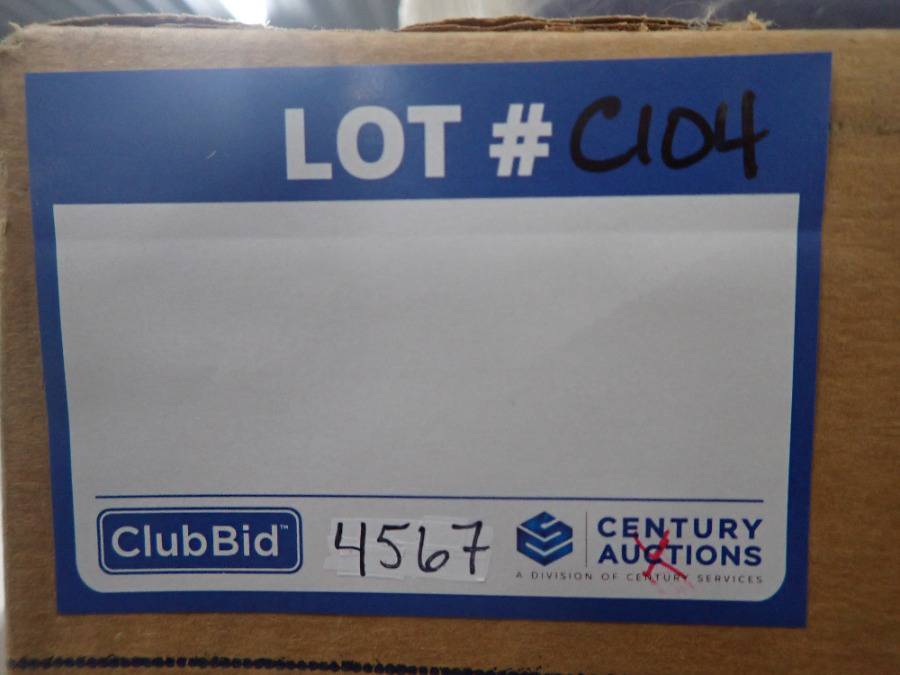 LOT # C104
ClubBid™ 4567 CENTURY AUCTIONS
A DIVISION OF CENTURY SERVICES